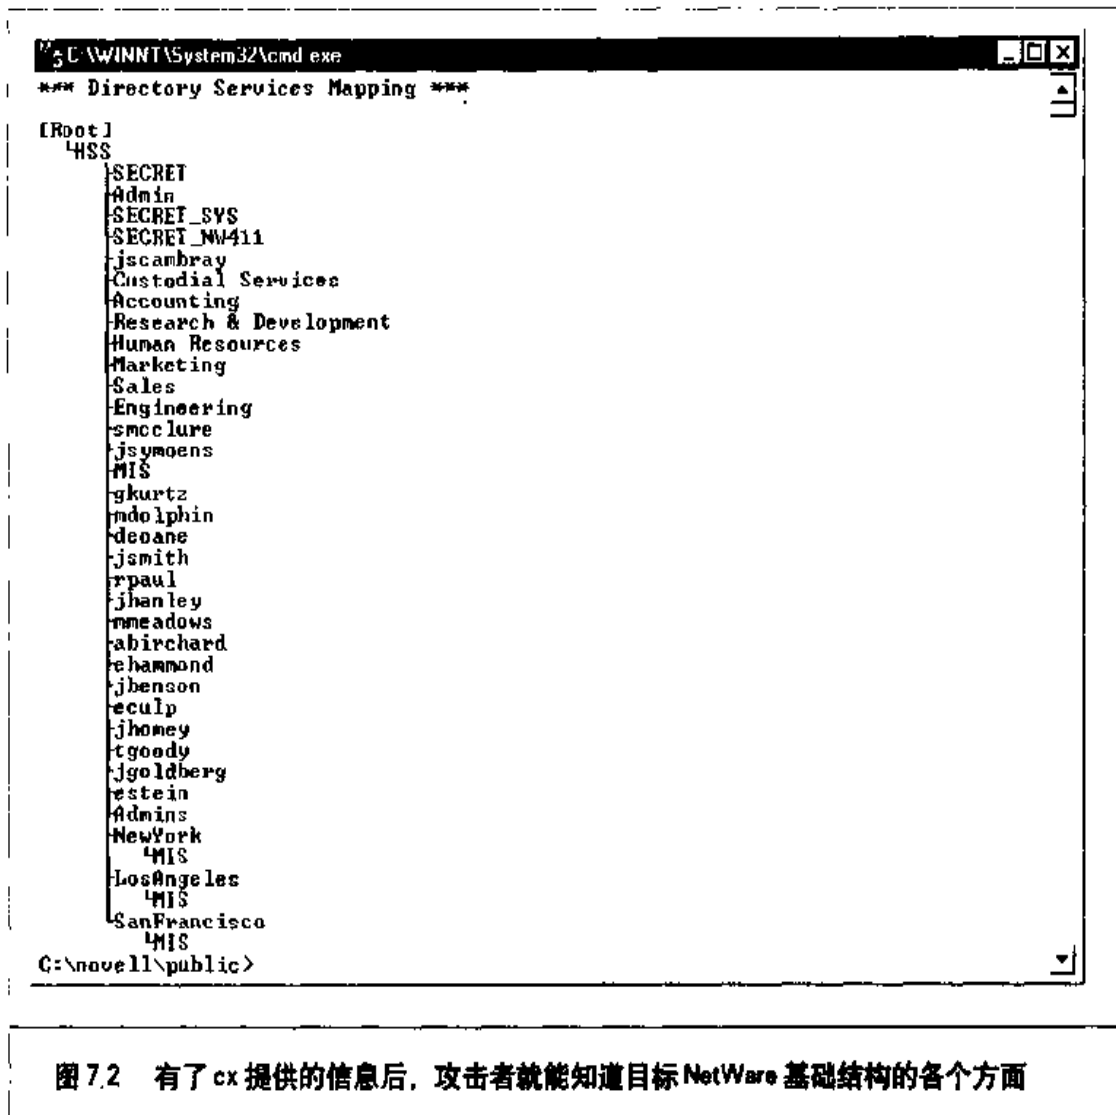 C:\WINNT\System32\cmd exe
*** Directory Services Mapping ***
[Root]
HSS
SECRET
Admin
SECRET_SYS
SECRET_NW411
jscambray
Custodial Services
Accounting
Research & Development
Human Resources
Marketing
Sales
Engineering
smcclure
jsymoens
MIS
gkurtz
mdolphin
deoane
jsmith
rpaul
jhanley
mmeadows
abirchard
ehammond
jbenson
eculp
jhomey
tgoody
jgoldberg
estein
Admins
NewYork
MIS
LosAngeles
MIS
SanFrancisco
MIS
C:\novell\public>
图 7.2 有了 cx 提供的信息后，攻击者就能知道目标 NetWare 基础结构的各个方面